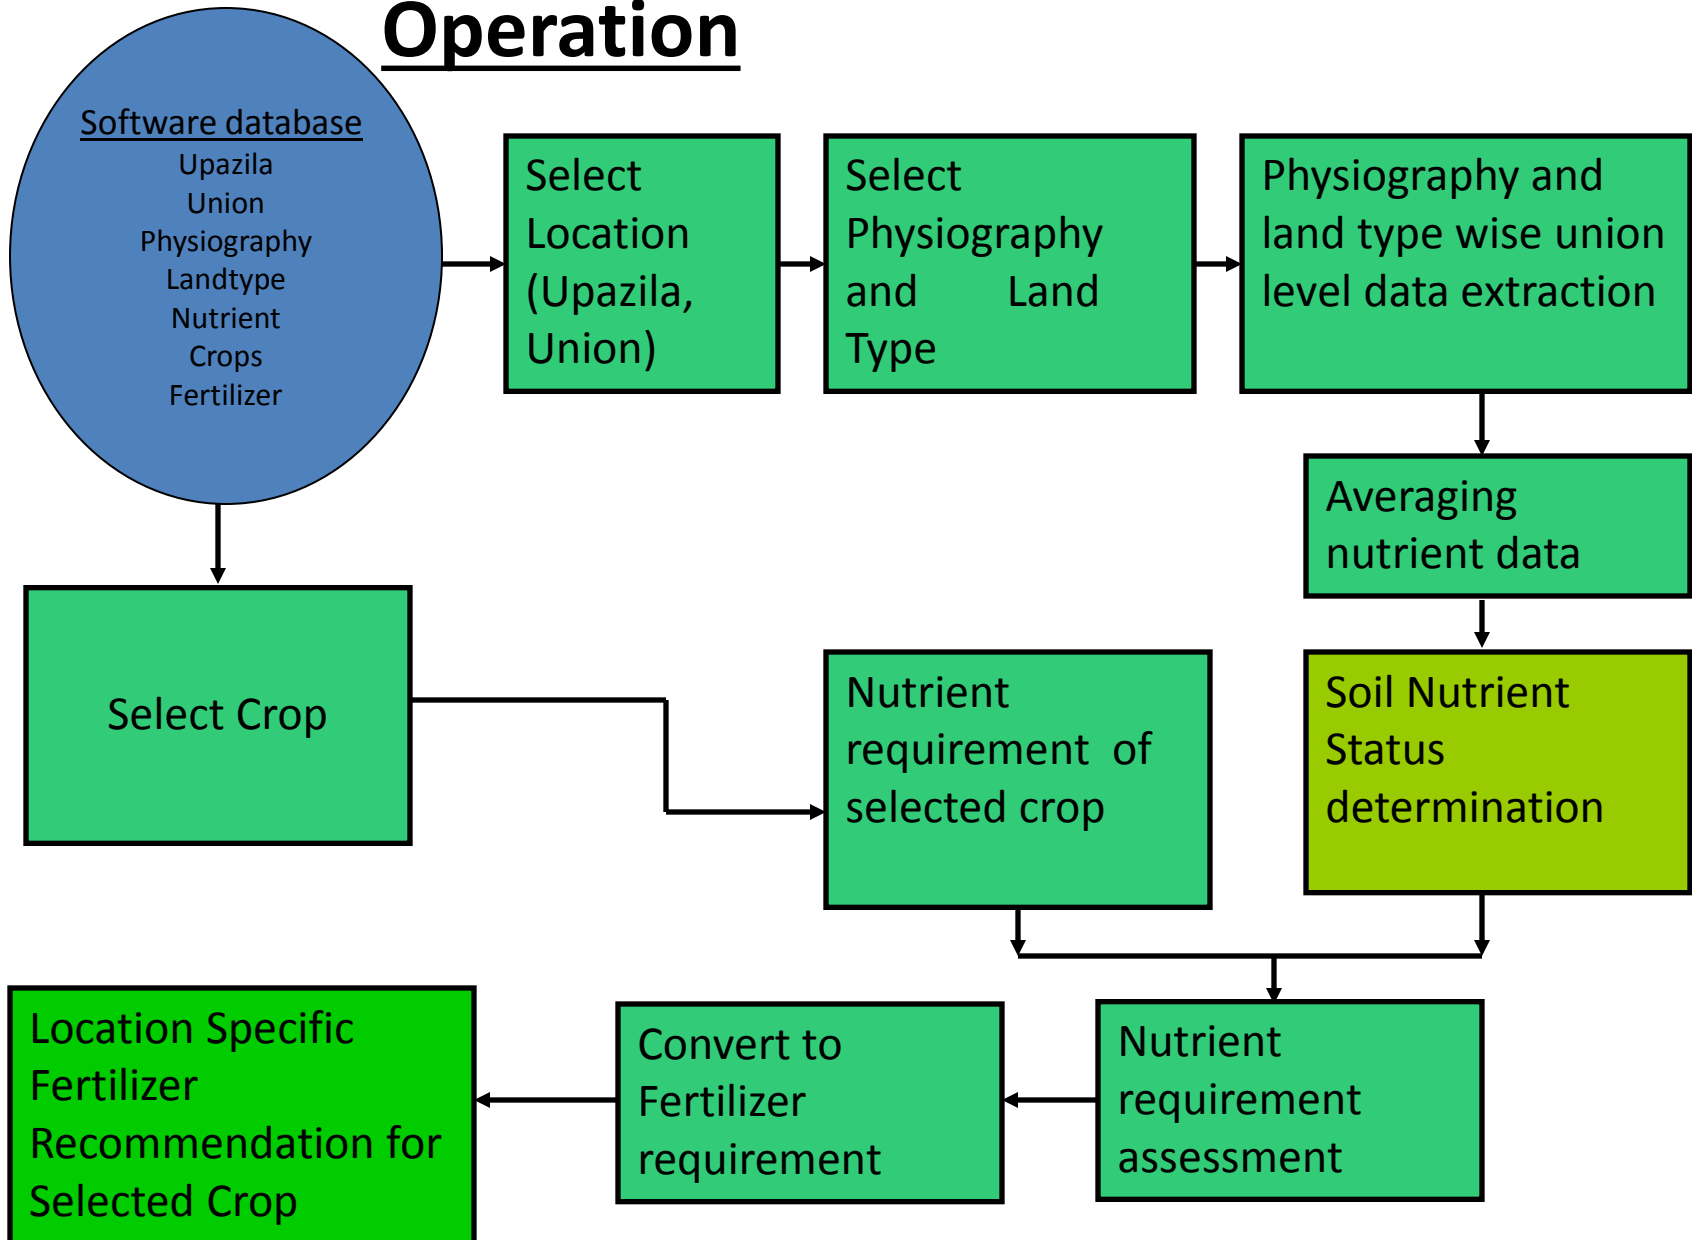 Operation
Software database
Upazila
Union
Physiography
Landtype
Nutrient
Crops
Fertilizer
Select
Location
(Upazila,
Union)
Select
Physiography
and Land
Type
Physiography and
land type wise union
level data extraction
Averaging
nutrient data
Select Crop
Nutrient
requirement of
selected crop
Soil Nutrient
Status
determination
Location Specific
Fertilizer
Recommendation for
Selected Crop
Convert to
Fertilizer
requirement
Nutrient
requirement
assessment